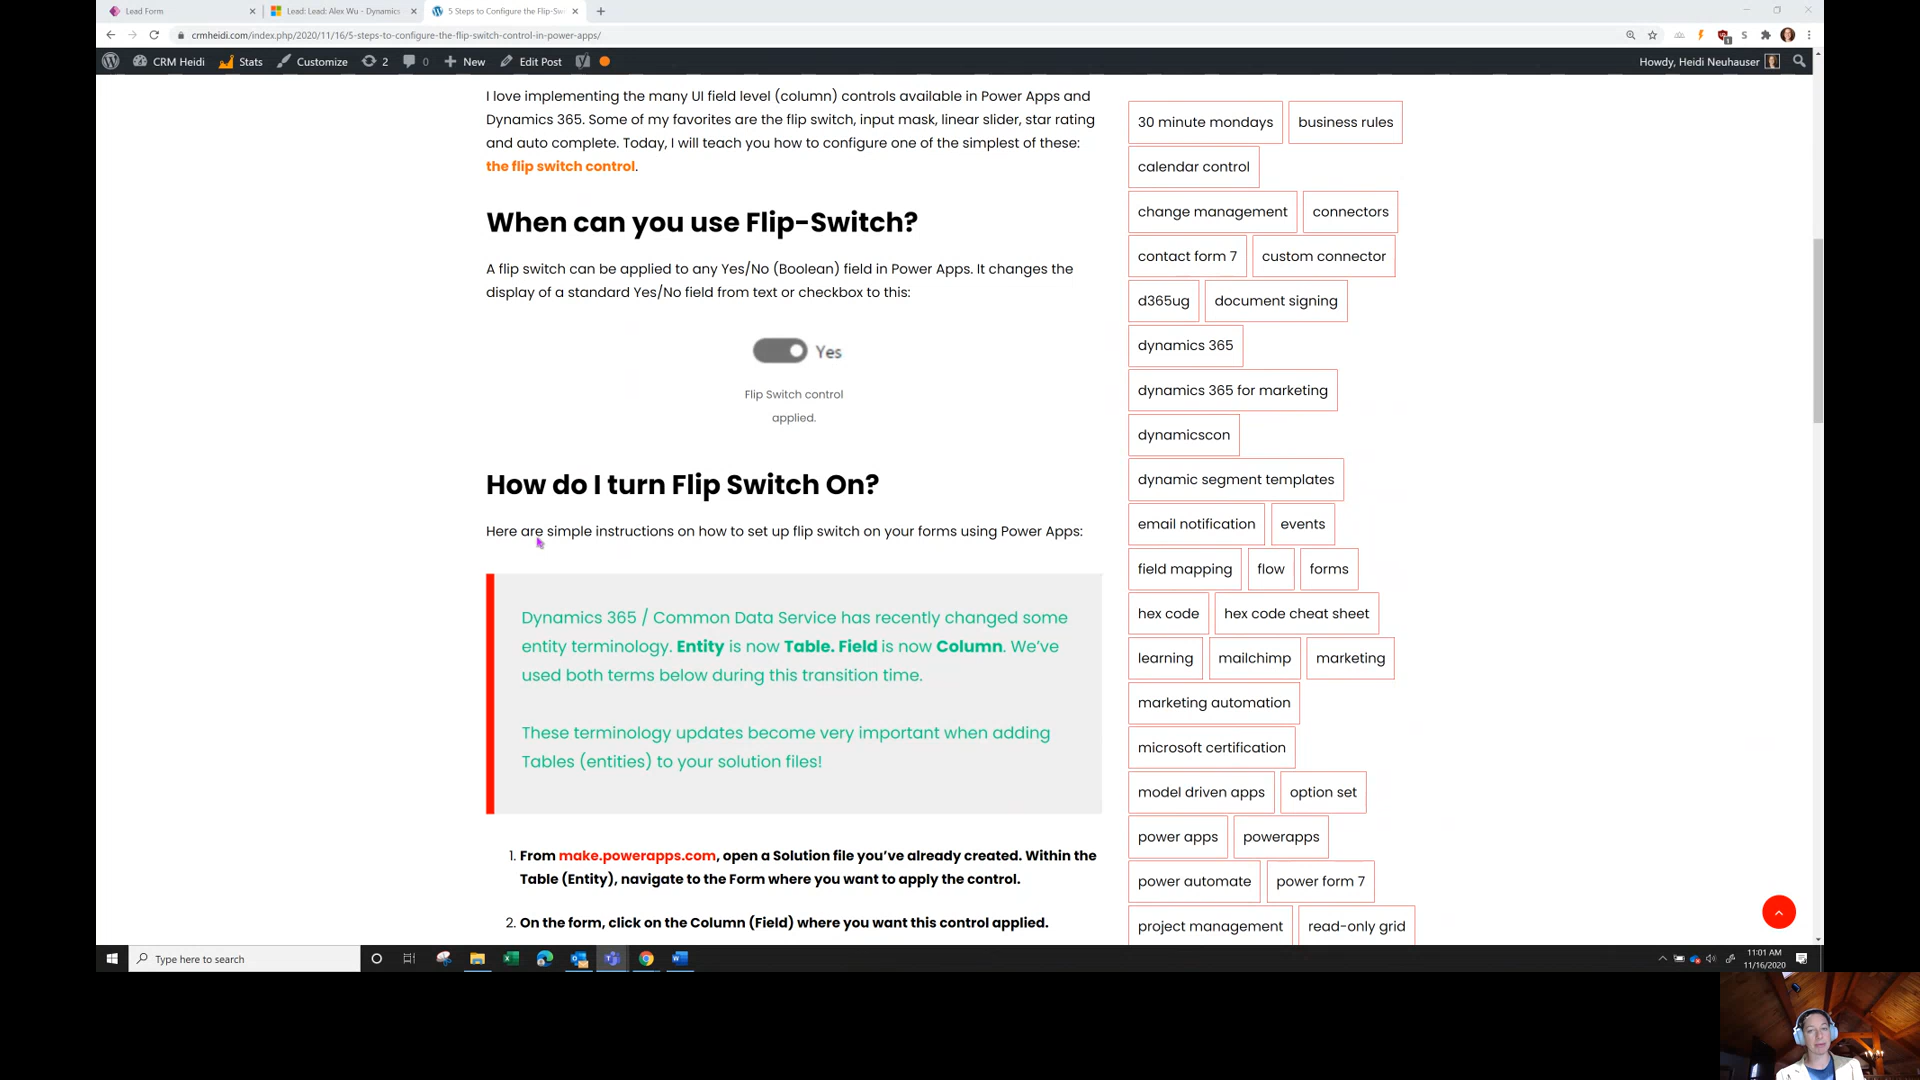 Lead Form
Lead: Lead: Alex Wu - Dynamics
5 Steps to Configure the Flip-Sw
crmheidi.com/index.php/2020/11/16/5-steps-to-configure-the-flip-switch-control-in-power-apps/
CRM Heidi Stats Customize 2 0 New Edit Post Howdy, Heidi Neuhauser
I love implementing the many UI field level (column) controls available in Power Apps and
Dynamics 365. Some of my favorites are the flip switch, input mask, linear slider, star rating
and auto complete. Today, I will teach you how to configure one of the simplest of these:
the flip switch control.
When can you use Flip-Switch?
A flip switch can be applied to any Yes/No (Boolean) field in Power Apps. It changes the
display of a standard Yes/No field from text or checkbox to this:
Yes
Flip Switch control
applied.
How do I turn Flip Switch On?
Here are simple instructions on how to set up flip switch on your forms using Power Apps:
Dynamics 365 / Common Data Service has recently changed some
entity terminology. Entity is now Table. Field is now Column. We've
used both terms below during this transition time.
These terminology updates become very important when adding
Tables (entities) to your solution files!
1. From make.powerapps.com, open a Solution file you've already created. Within the
Table (Entity), navigate to the Form where you want to apply the control.
2. On the form, click on the Column (Field) where you want this control applied.
30 minute mondays business rules
calendar control
change management connectors
contact form 7 custom connector
d365ug document signing
dynamics 365
dynamics 365 for marketing
dynamicscon
dynamic segment templates
email notification events
field mapping flow forms
hex code hex code cheat sheet
learning mailchimp marketing
marketing automation
microsoft certification
model driven apps option set
power apps powerapps
power automate power form 7
project management read-only grid
Type here to search
11:01 AM
11/16/2020